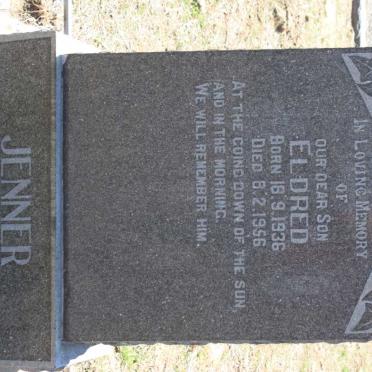 IN LOVING MEMORY
OF
OUR DEAR SON
ELDRED
BORN 16.9.1936
DIED 8.2.1956
AT THE GOING DOWN OF THE SUN,
AND IN THE MORNING.
WE WILL REMEMBER HIM.
JENNER